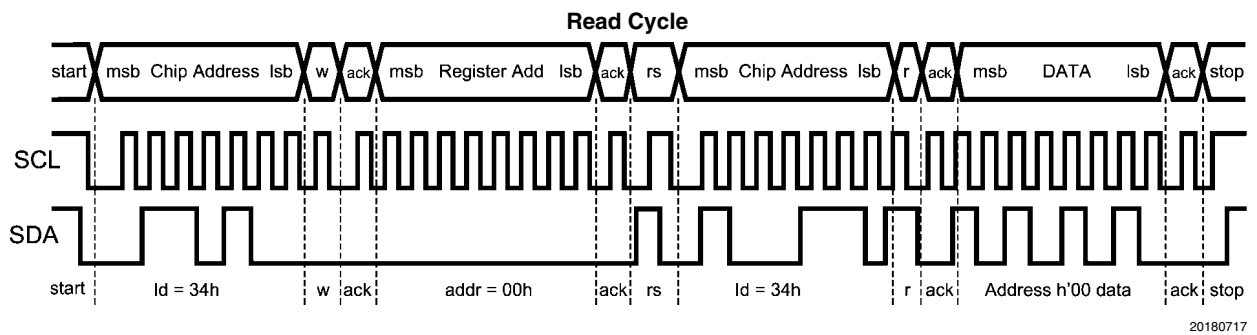 Read Cycle
start msb Chip Address lsb w ack msb Register Add lsb ack rs msb Chip Address lsb r ack msb DATA lsb ack stop
SCL
SDA
start Id = 34h w ack addr = 00h ack rs Id = 34h r ack Address h'00 data ack stop
20180717